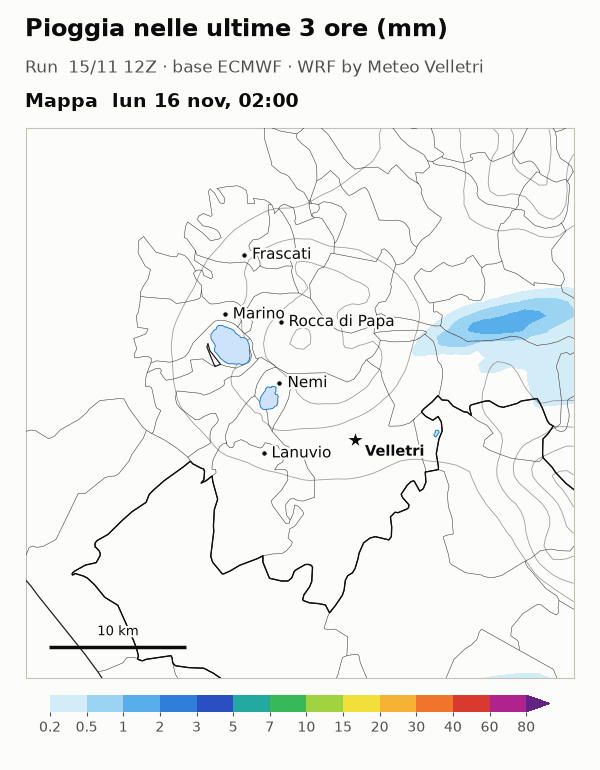 Pioggia nelle ultime 3 ore (mm)
Run  15/11 12Z · base ECMWF · WRF by Meteo Velletri
Mappa  lun 16 nov, 02:00
Frascati
Marino
Rocca di Papa
Nemi
Velletri
Lanuvio
10 km
0.2 0.5 1 2 3 5 7 10 15 20 30 40 60 80